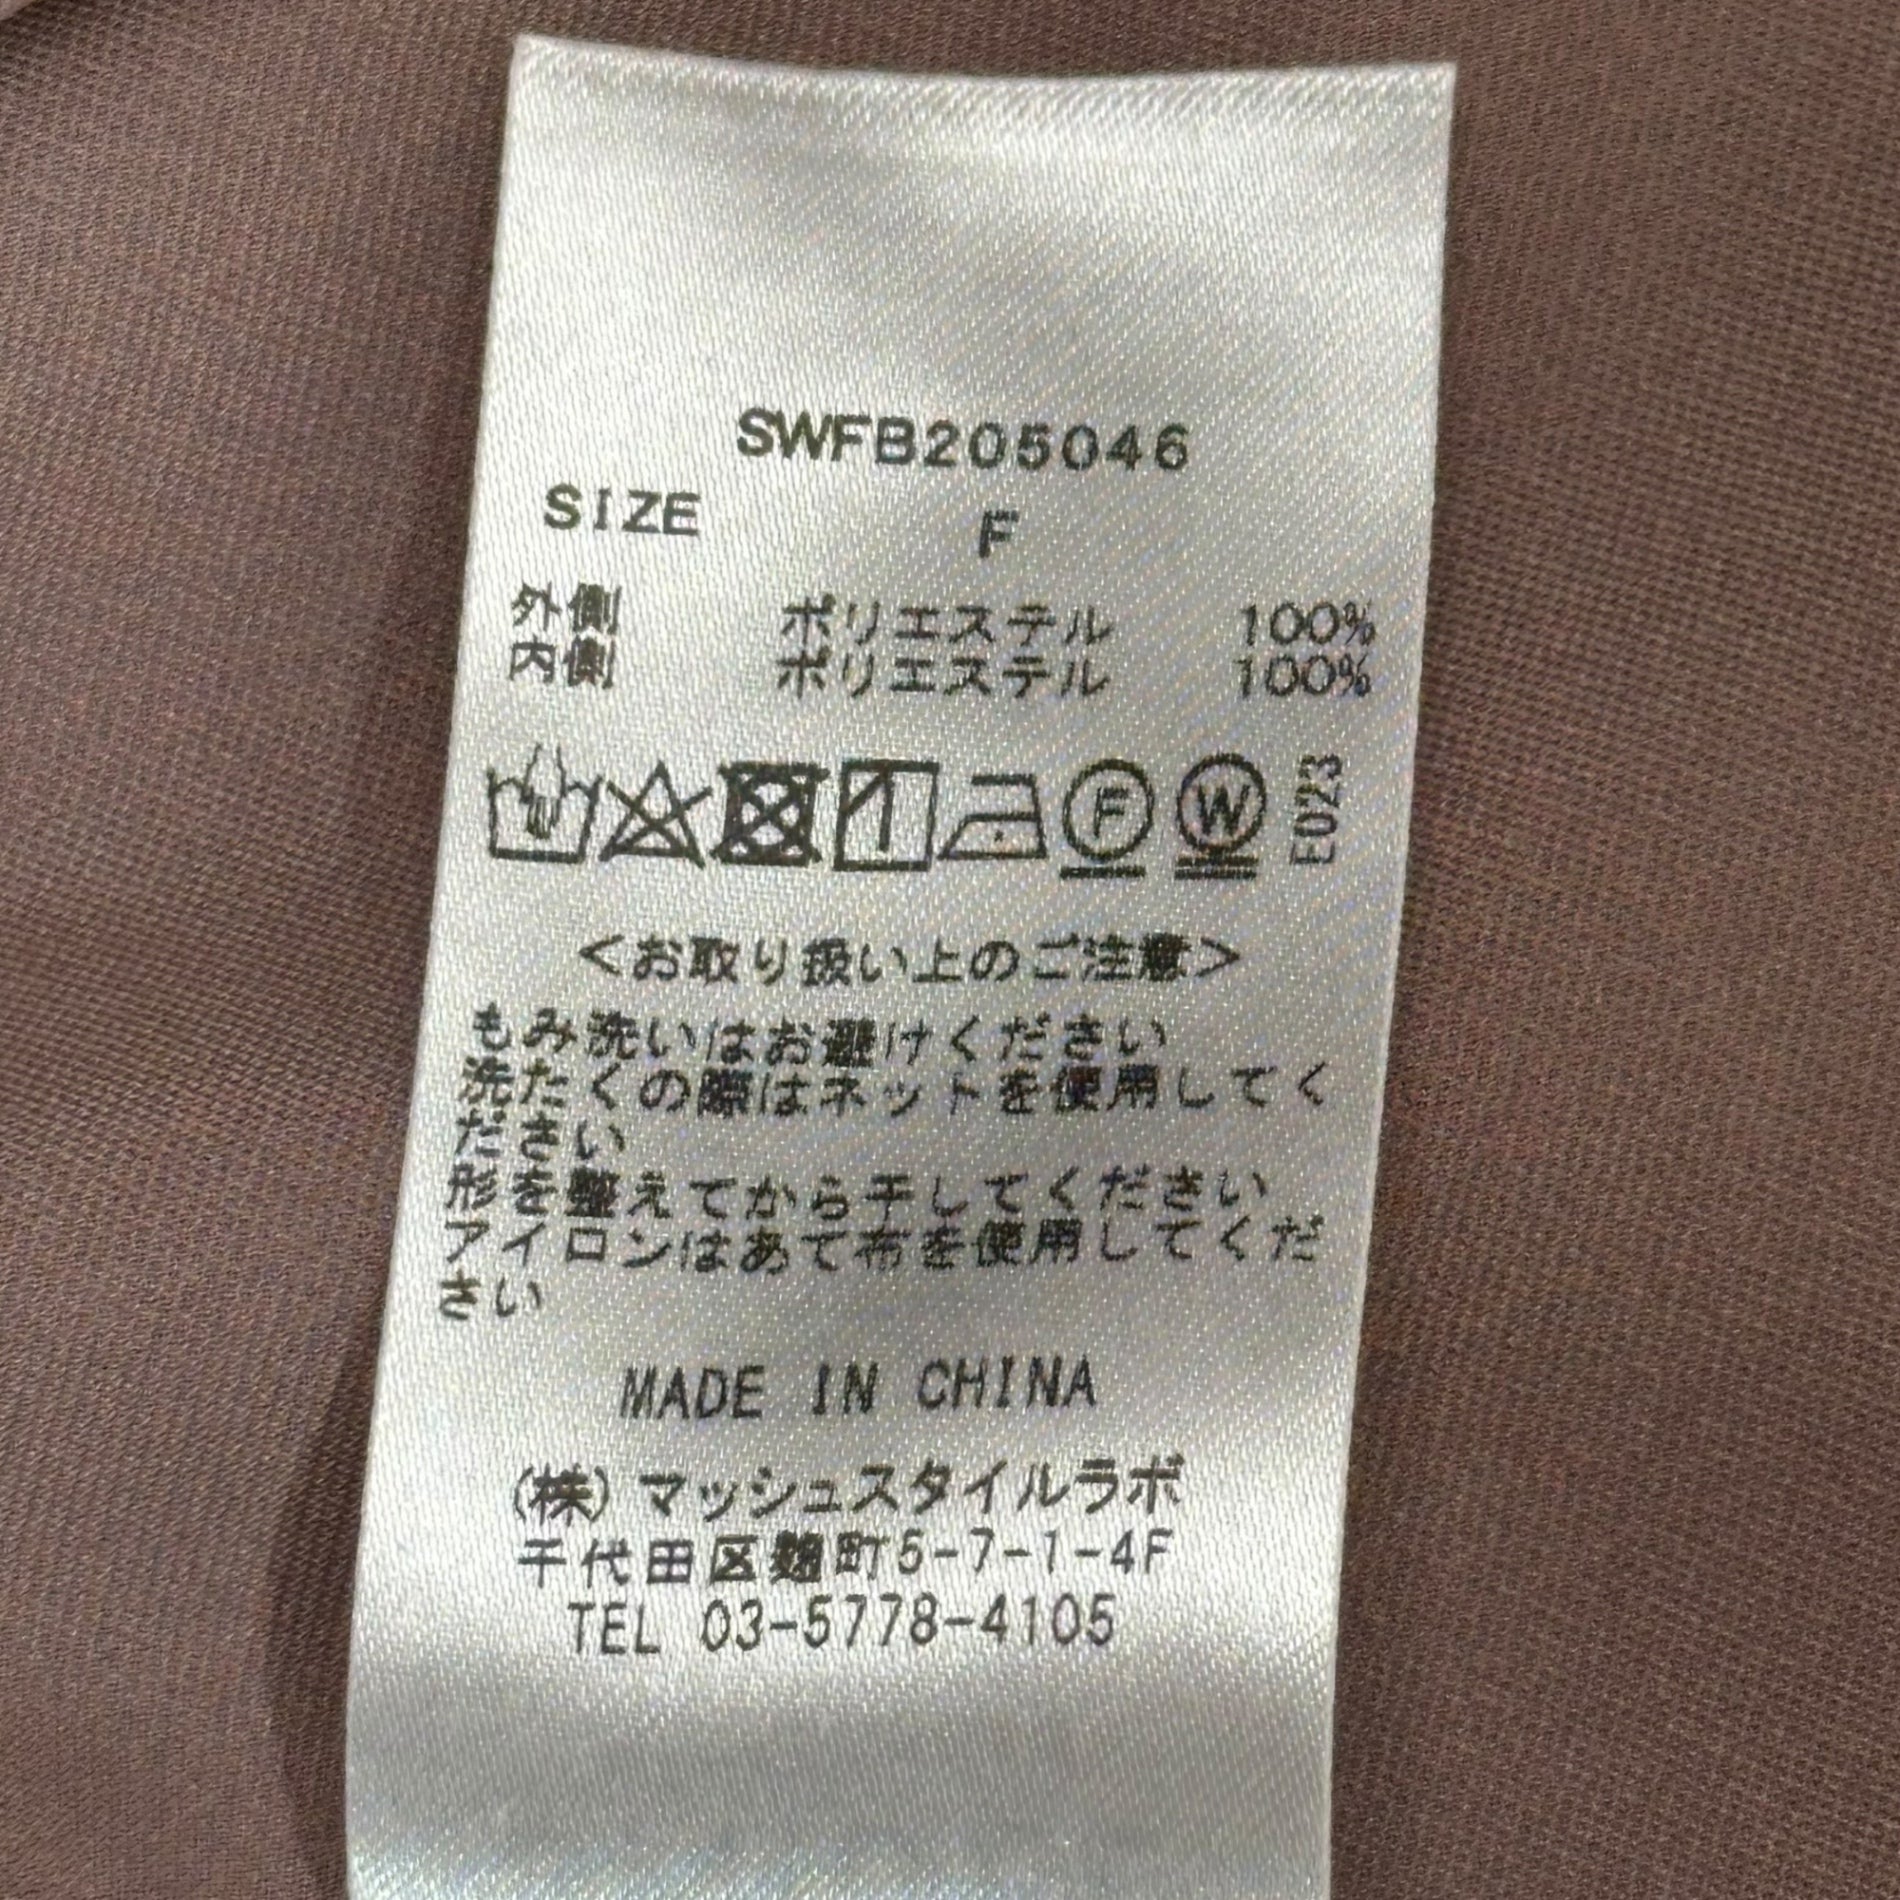 SWFB205046
SIZE F
外側 ポリエステル 100%
内側 ポリエステル 100%
F W E023
<お取り扱い上のご注意>
もみ洗いはお避けください
洗たくの際はネットを使用してく
ださい
形を整えてから干してください
アイロンはあて布を使用してくだ
さい
MADE IN CHINA
(株)マッシュスタイルラボ
千代田区麹町5-7-1-4F
TEL 03-5778-4105